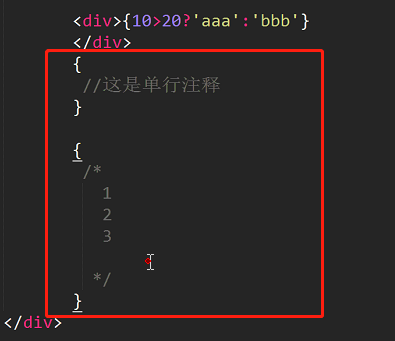 <div>{10>20?'aaa':'bbb'}
</div>
{
//这是单行注释
}
{
/*
1
2
3
*/
}
</div>